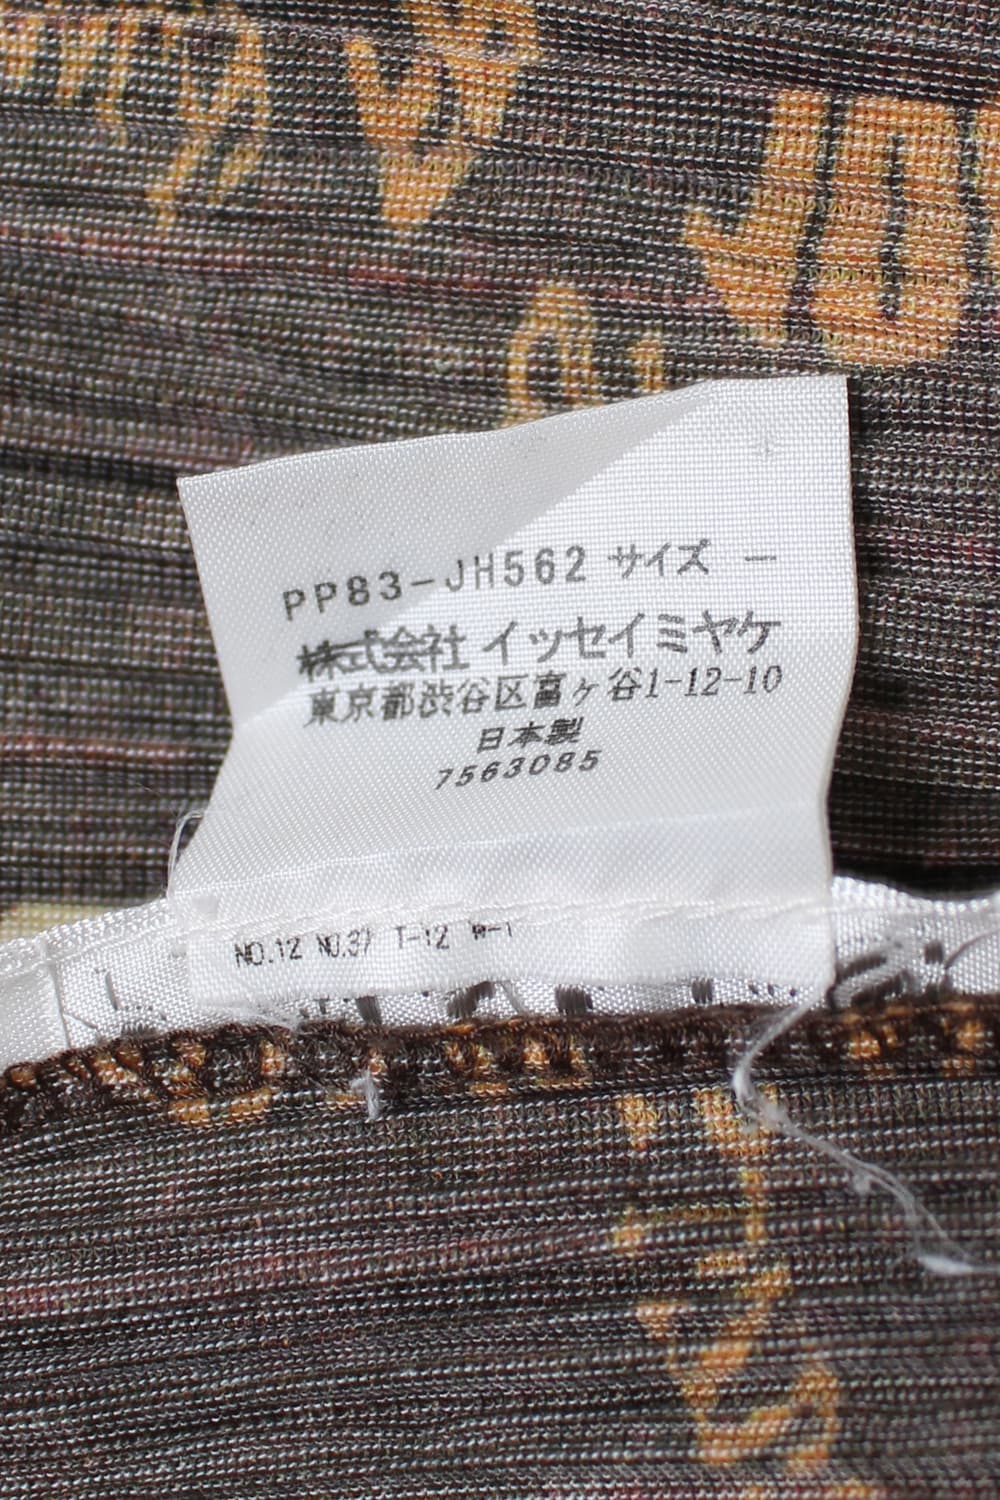 PP83-JH562 サイズ —
株式会社 イッセイミヤケ
東京都渋谷区富ヶ谷1-12-10
日本製
7563085
NO.12 NO.37 T-12 W-1